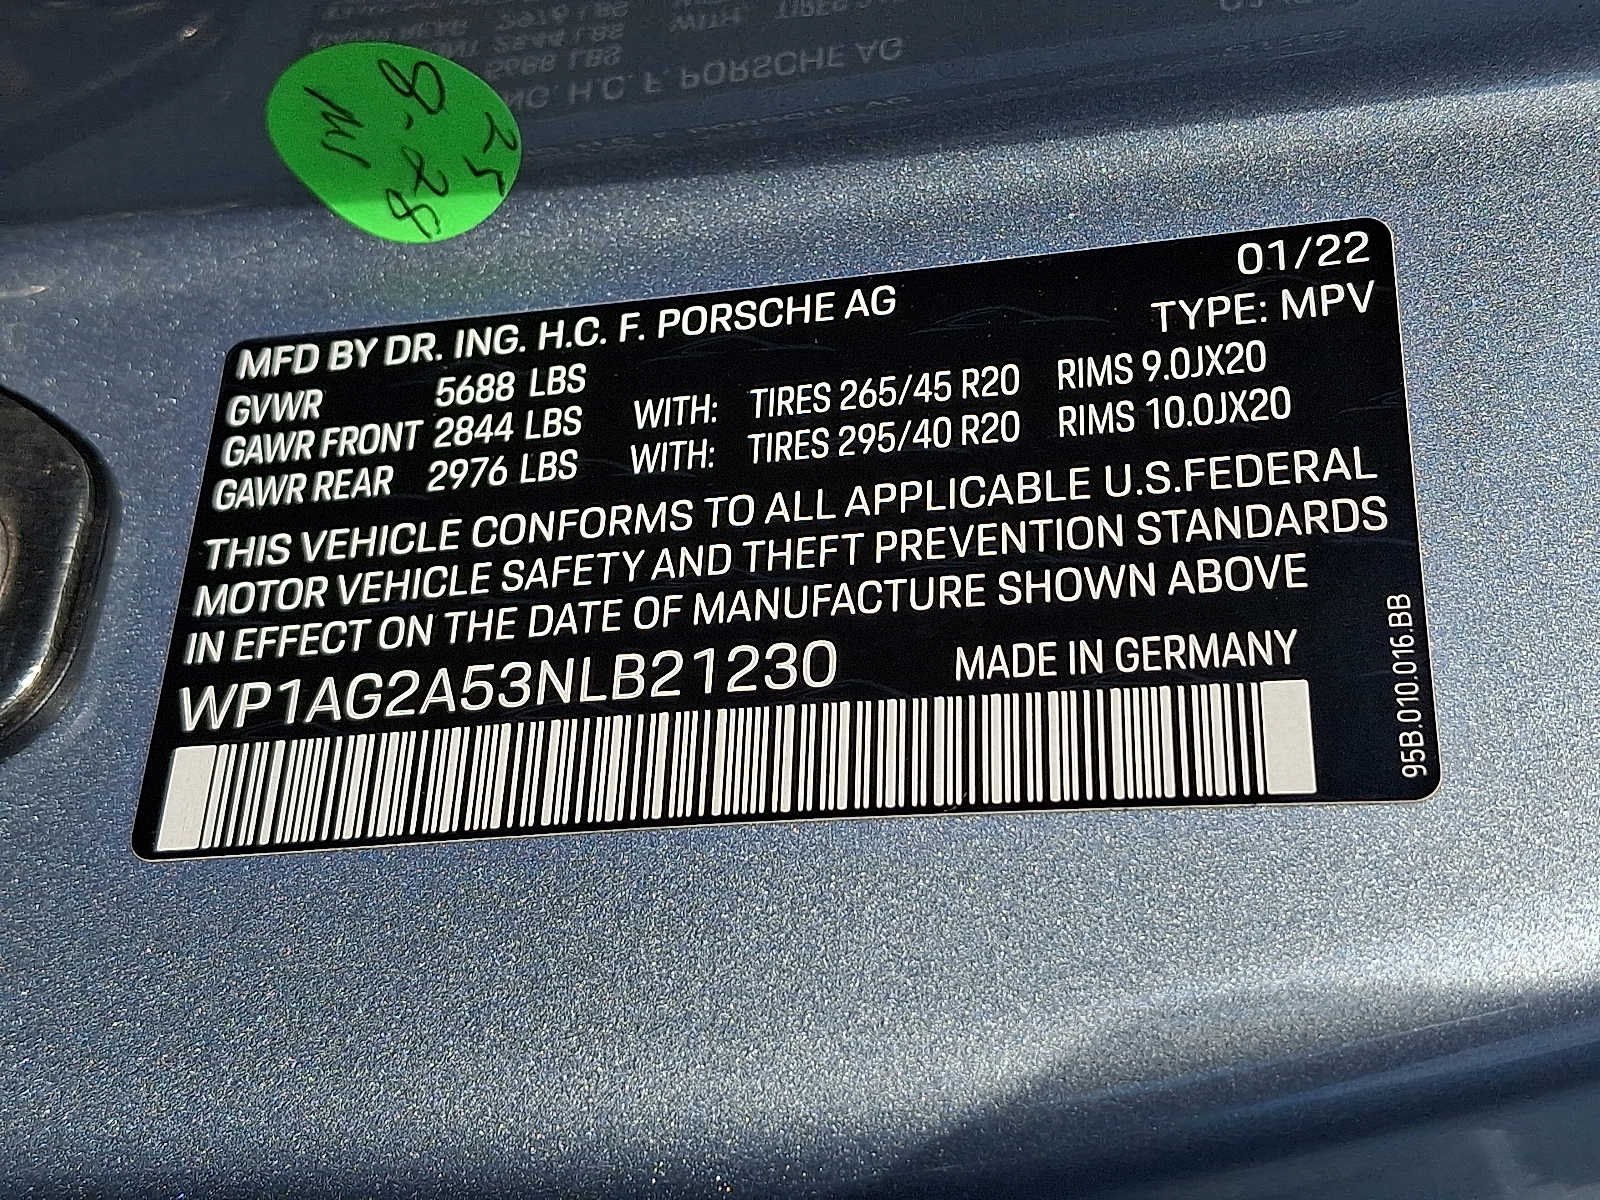 MFD BY DR. ING. H.C. F. PORSCHE AG 01/22
TYPE: MPV
GVWR 5688 LBS
GAWR FRONT 2844 LBS WITH: TIRES 265/45 R20 RIMS 9.0JX20
GAWR REAR 2976 LBS WITH: TIRES 295/40 R20 RIMS 10.0JX20
THIS VEHICLE CONFORMS TO ALL APPLICABLE U.S.FEDERAL
MOTOR VEHICLE SAFETY AND THEFT PREVENTION STANDARDS
IN EFFECT ON THE DATE OF MANUFACTURE SHOWN ABOVE
WP1AG2A53NLB21230 MADE IN GERMANY
95B.010.016.BB